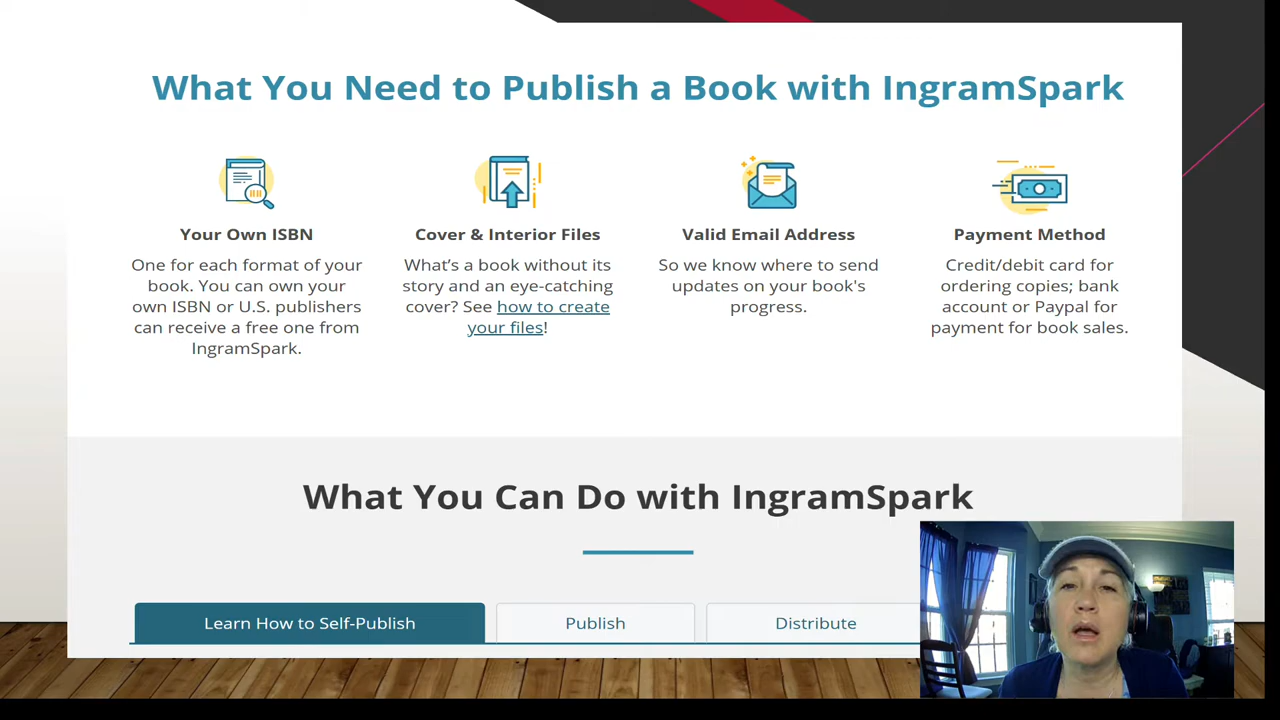 What You Need to Publish a Book with IngramSpark
Your Own ISBN
One for each format of your
book. You can own your
own ISBN or U.S. publishers
can receive a free one from
IngramSpark.
Cover & Interior Files
What's a book without its
story and an eye-catching
cover? See how to create
your files!
Valid Email Address
So we know where to send
updates on your book's
progress.
Payment Method
Credit/debit card for
ordering copies; bank
account or Paypal for
payment for book sales.
What You Can Do with IngramSpark
Learn How to Self-Publish
Publish
Distribute